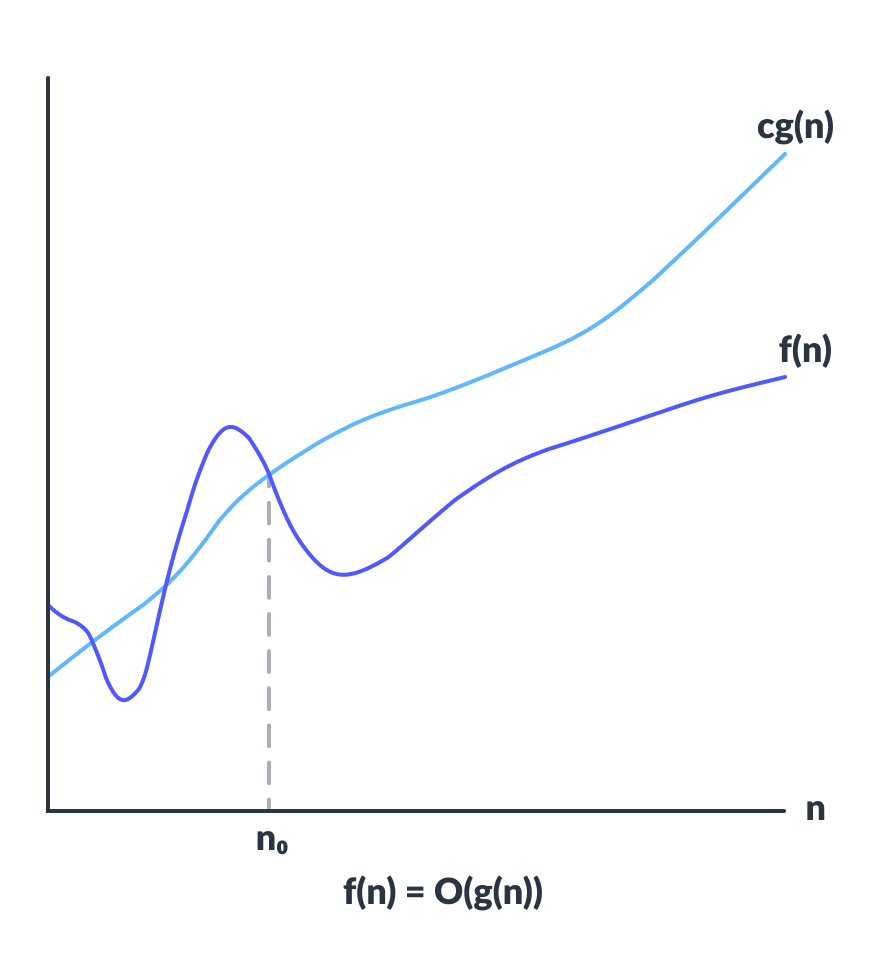 cg(n)
f(n)
n
n₀
f(n) = O(g(n))